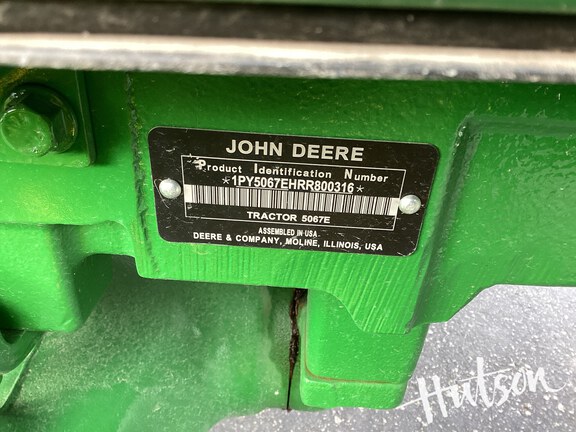 JOHN DEERE
Product Identification Number
*1PY5067EHRR800316*
TRACTOR 5067E
ASSEMBLED IN USA
DEERE & COMPANY, MOLINE, ILLINOIS, USA
Hutson